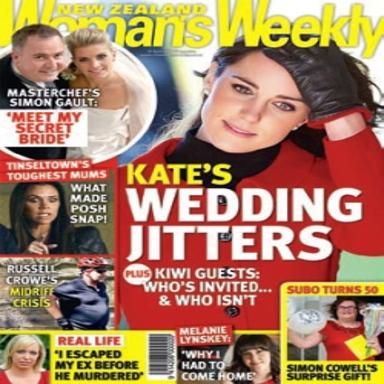 NEW ZEALAND
Woman's Weekly
MASTERCHEF'S
SIMON GAULT:
'MEET MY
SECRET
BRIDE'
TINSELTOWN'S
TOUGHEST MUMS
WHAT
MADE
POSH
SNAP!
KATE'S
WEDDING
JITTERS
PLUS KIWI GUESTS:
WHO'S INVITED...
& WHO ISN'T
RUSSELL
CROWE'S
MIDRIFF
CRISIS
SUBO TURNS 50
SIMON COWELL'S
SURPRISE GIFT!
REAL LIFE
'I ESCAPED
MY EX BEFORE
HE MURDERED'
MELANIE
LYNSKEY:
'WHY I
HAD TO
COME HOME'